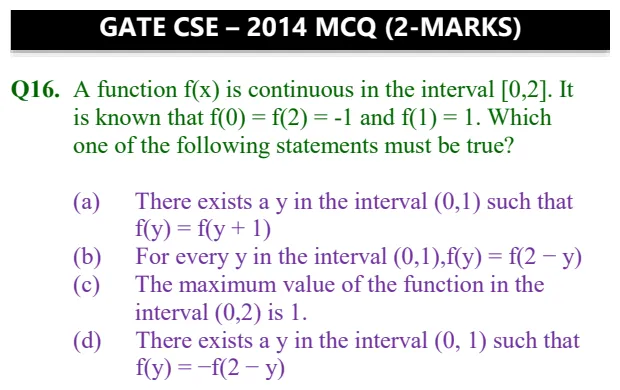 GATE CSE – 2014 MCQ (2-MARKS)
Q16. A function f(x) is continuous in the interval [0,2]. It
is known that f(0) = f(2) = -1 and f(1) = 1. Which
one of the following statements must be true?
(a) There exists a y in the interval (0,1) such that
f(y) = f(y + 1)
(b) For every y in the interval (0,1),f(y) = f(2 − y)
(c) The maximum value of the function in the
interval (0,2) is 1.
(d) There exists a y in the interval (0, 1) such that
f(y) = −f(2 − y)